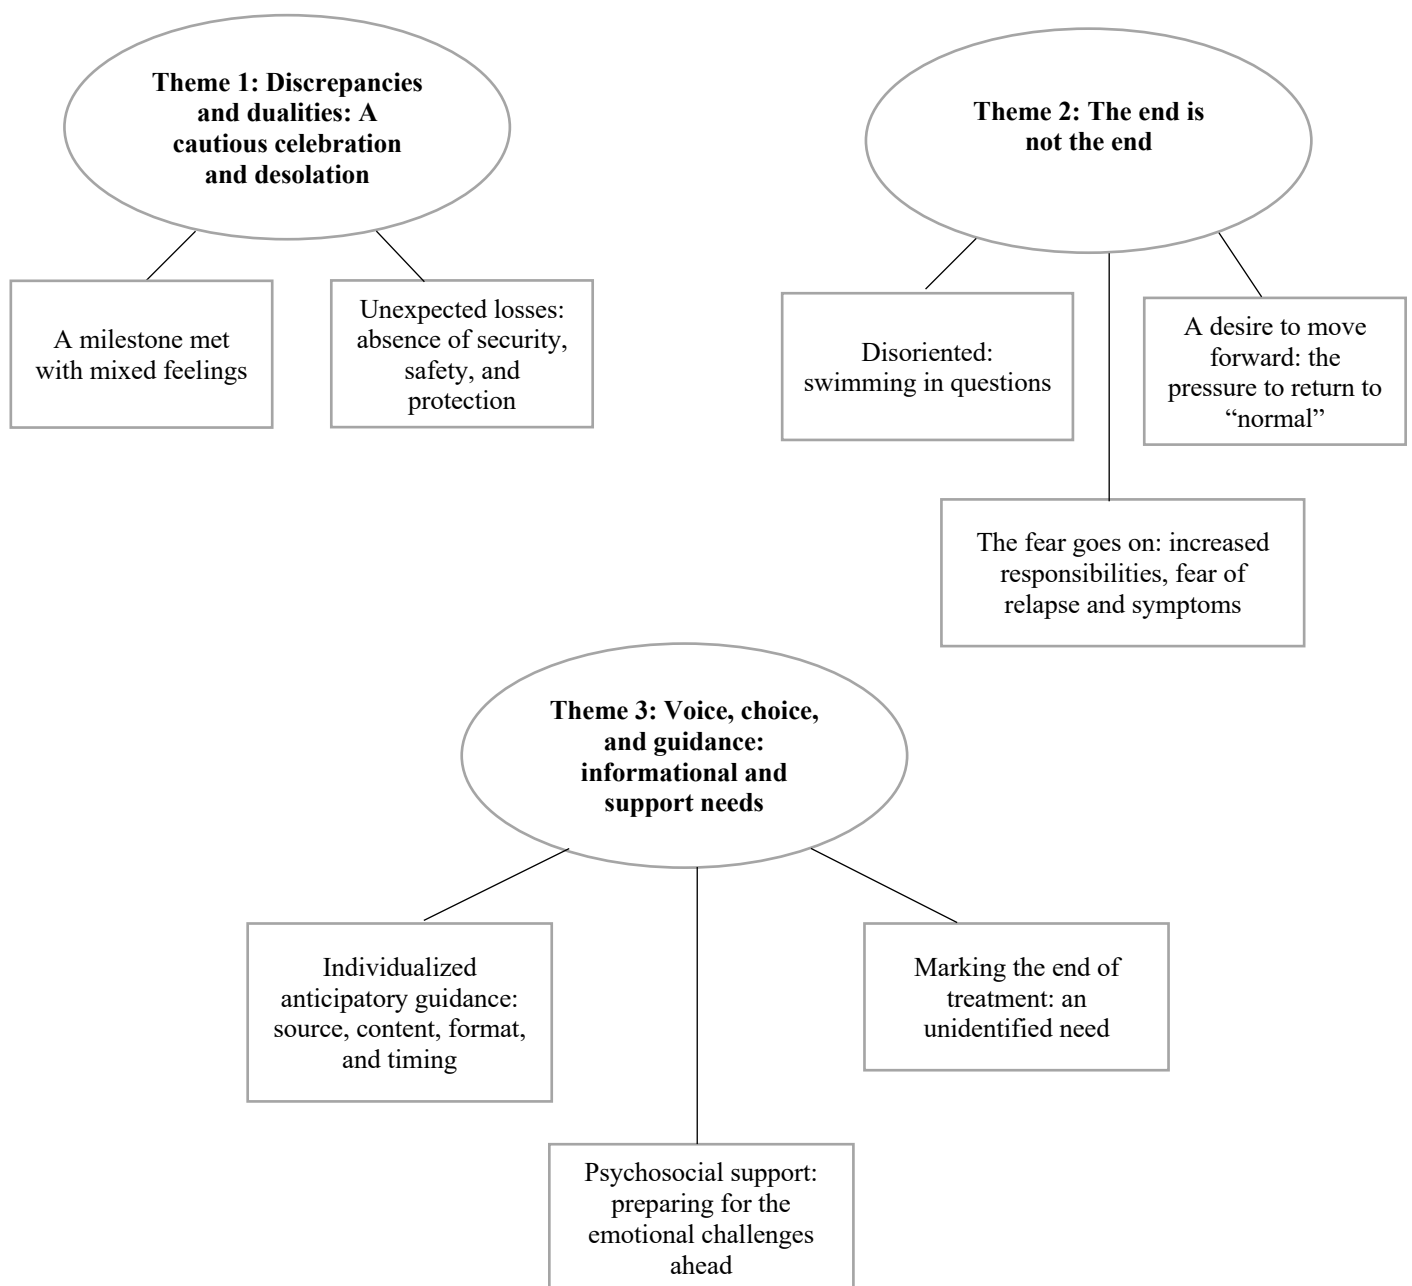 Theme 1: Discrepancies
and dualities: A
cautious celebration
and desolation
A milestone met
with mixed feelings
Unexpected losses:
absence of security,
safety, and
protection
Theme 2: The end is
not the end
Disoriented:
swimming in questions
A desire to move
forward: the
pressure to return to
“normal”
The fear goes on: increased
responsibilities, fear of
relapse and symptoms
Theme 3: Voice, choice,
and guidance:
informational and
support needs
Individualized
anticipatory guidance:
source, content, format,
and timing
Marking the end of
treatment: an
unidentified need
Psychosocial support:
preparing for the
emotional challenges
ahead